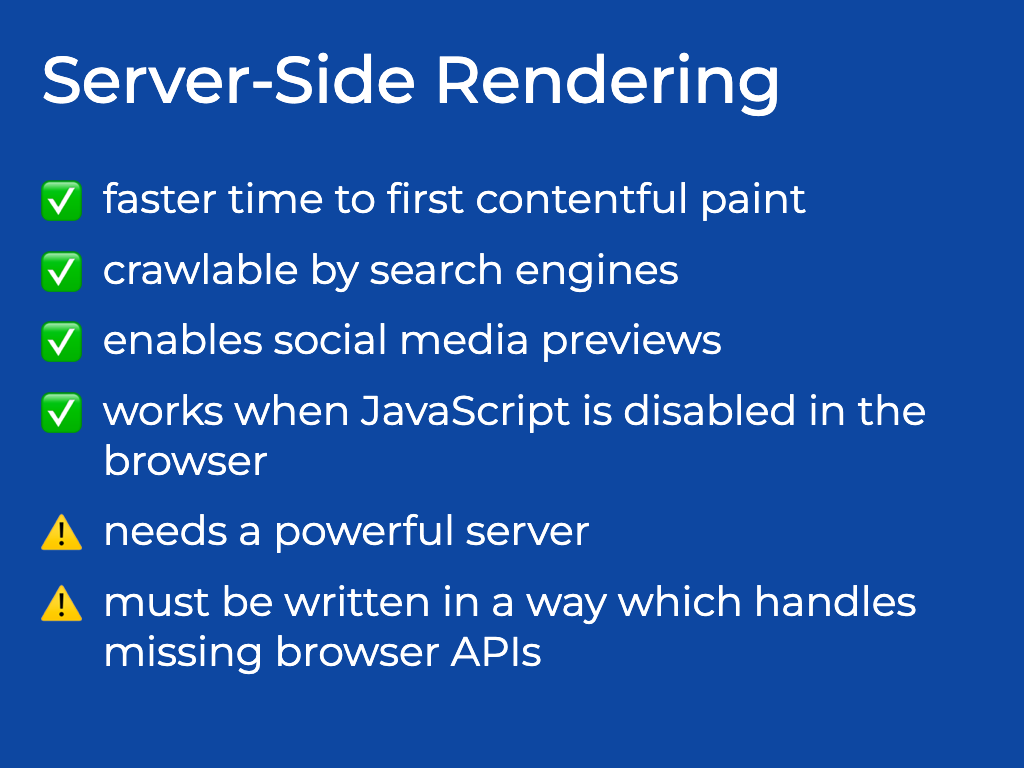 Server-Side Rendering
✅ faster time to first contentful paint
✅ crawlable by search engines
✅ enables social media previews
✅ works when JavaScript is disabled in the
browser
⚠️ needs a powerful server
⚠️ must be written in a way which handles
missing browser APIs